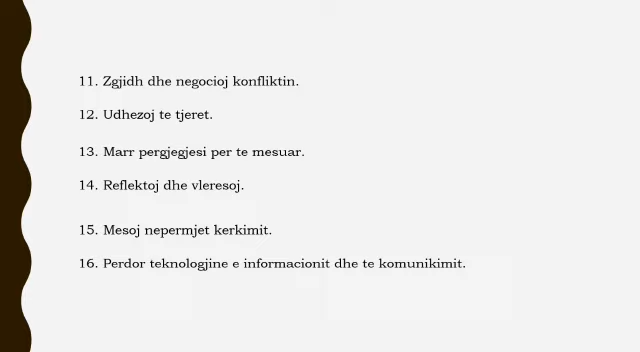 11. Zgjidh dhe negocioj konfliktin.
12. Udhezoj te tjeret.
13. Marr pergjegjesi per te mesuar.
14. Reflektoj dhe vleresoj.
15. Mesoj nepermjet kerkimit.
16. Perdor teknologjine e informacionit dhe te komunikimit.